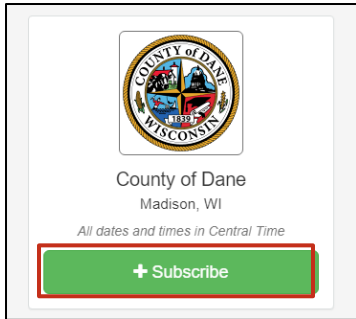 COUNTY of DANE
1839
WISCONSIN
County of Dane
Madison, WI
All dates and times in Central Time
+ Subscribe